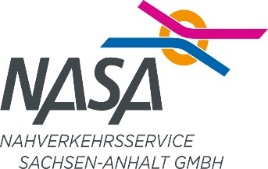 NASA
NAHVERKEHRSSERVICE
SACHSEN-ANHALT GMBH